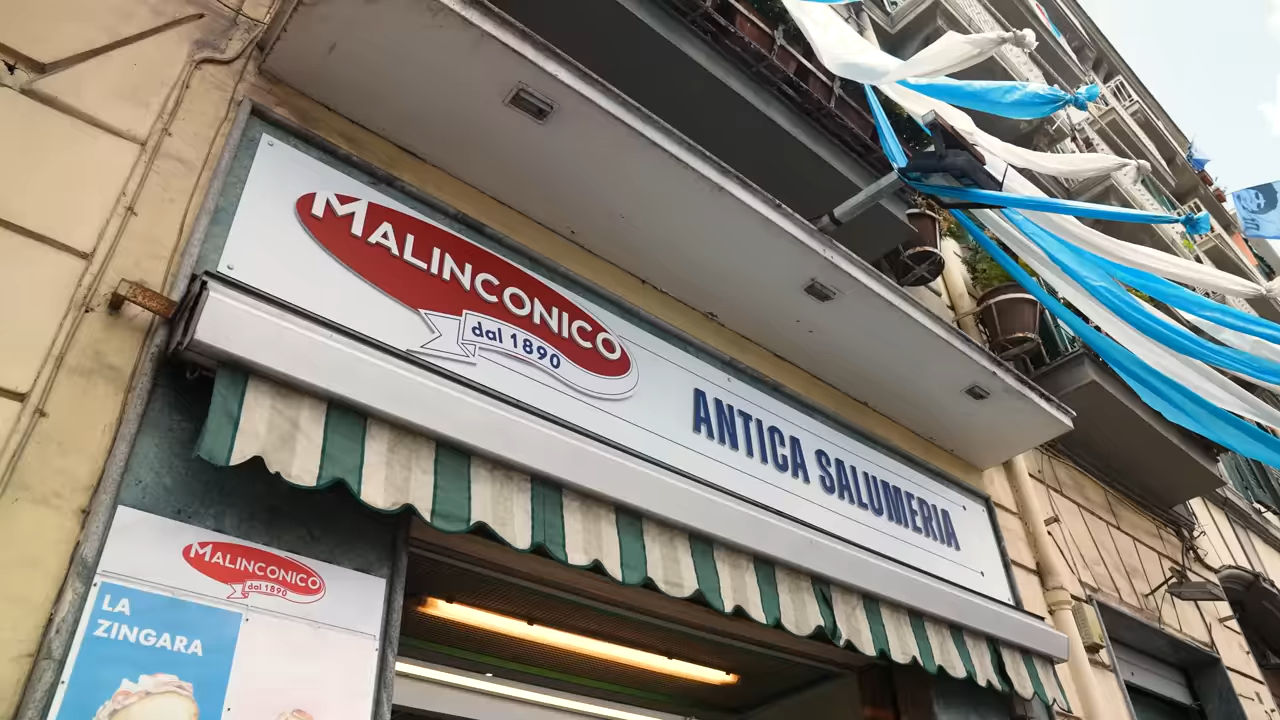 MALINCONICO
dal 1890
ANTICA SALUMERIA
MALINCONICO
dal 1890
LA
ZINGARA